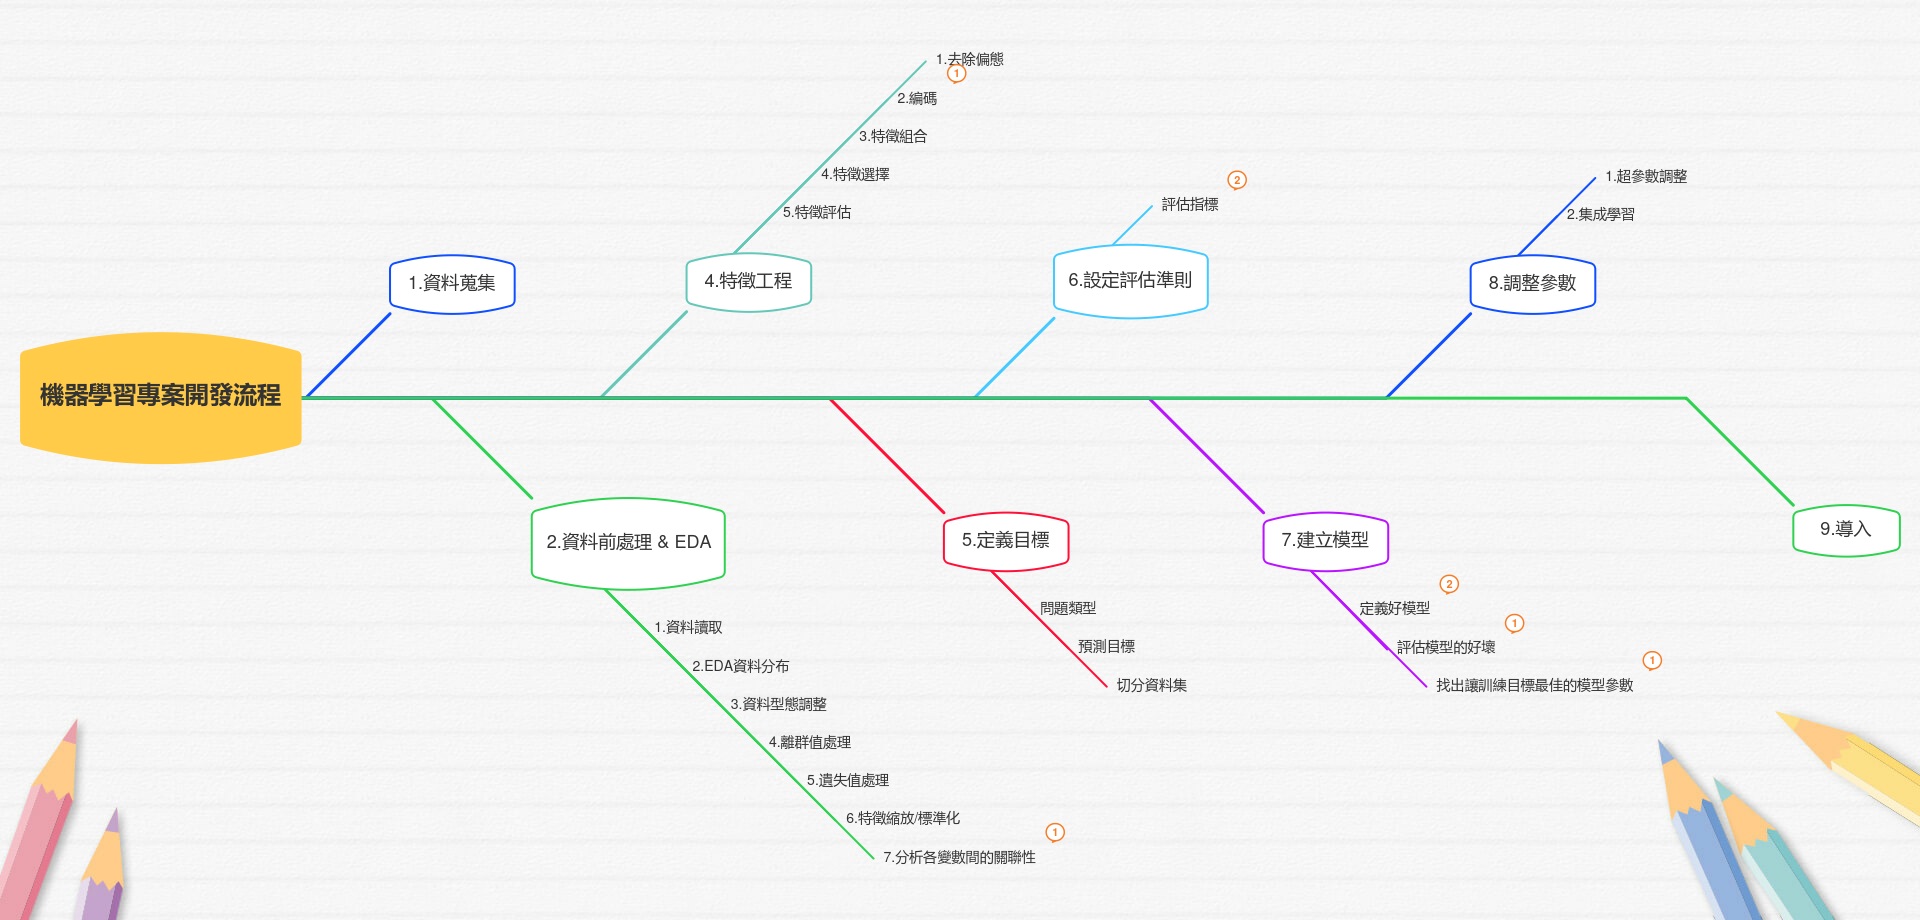 機器學習專案開發流程
1.資料蒐集
2.資料前處理 & EDA
1.資料讀取
2.EDA資料分布
3.資料型態調整
4.離群值處理
5.遺失值處理
6.特徵縮放/標準化
7.分析各變數間的關聯性
1
4.特徵工程
1.去除偏態
1
2.編碼
3.特徵組合
4.特徵選擇
5.特徵評估
5.定義目標
問題類型
預測目標
切分資料集
6.設定評估準則
評估指標
2
7.建立模型
定義好模型
2
評估模型的好壞
1
找出讓訓練目標最佳的模型參數
1
8.調整參數
1.超參數調整
2.集成學習
9.導入